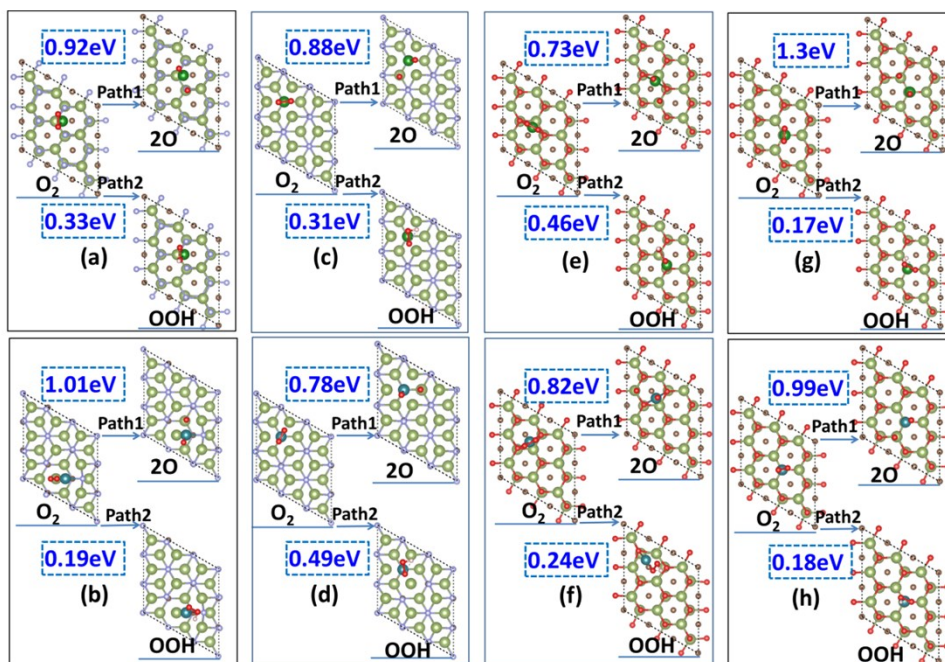 0.92eV
Path1
2O
O2
Path2
0.33eV
(a)
OOH
0.88eV
Path1
2O
O2
Path2
0.31eV
(c)
OOH
0.73eV
Path1
2O
O2
Path2
0.46eV
(e)
OOH
1.3eV
Path1
2O
O2
Path2
0.17eV
(g)
OOH
1.01eV
Path1
2O
O2
Path2
0.19eV
(b)
OOH
0.78eV
Path1
2O
O2
Path2
0.49eV
(d)
OOH
0.82eV
Path1
2O
O2
Path2
0.24eV
(f)
OOH
0.99eV
Path1
2O
O2
Path2
0.18eV
(h)
OOH